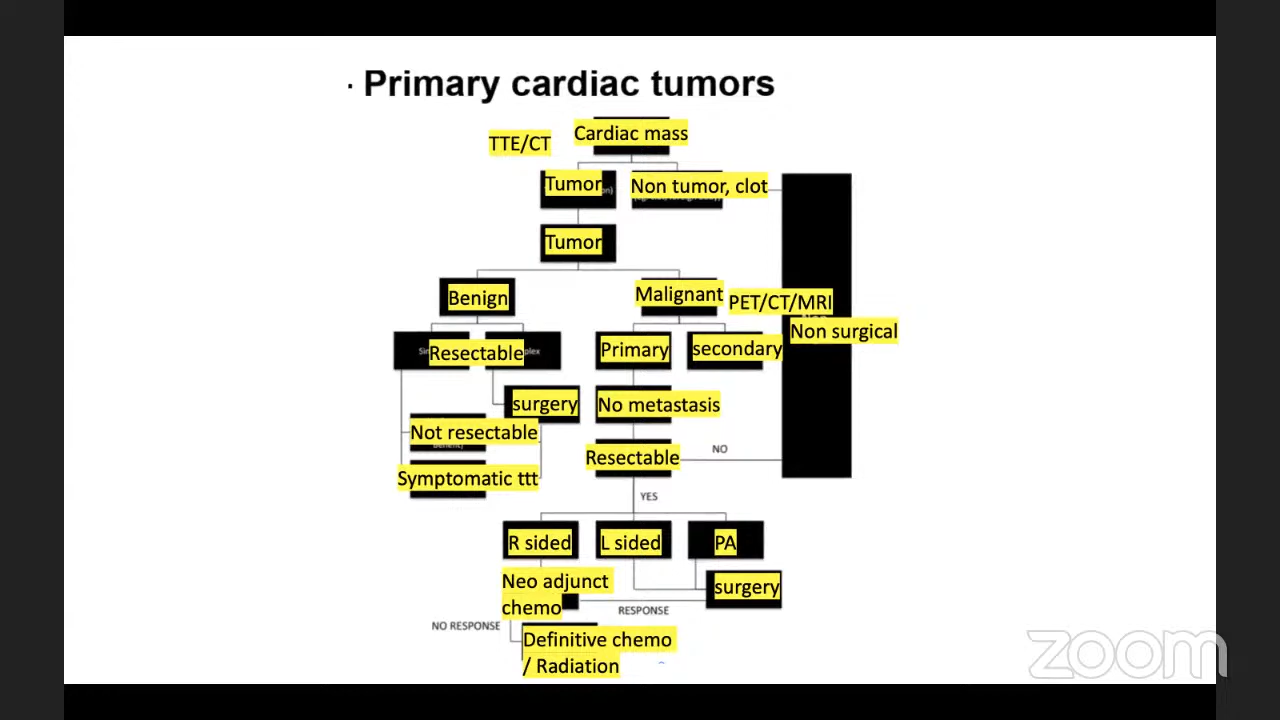 · Primary cardiac tumors
Cardiac mass
TTE/CT
Tumor
Non tumor, clot
Tumor
Benign
Malignant
PET/CT/MRI
Non surgical
Resectable
Primary
secondary
surgery
No metastasis
Not resectable
Resectable
NO
Symptomatic ttt
YES
R sided
L sided
PA
Neo adjunct
chemo
surgery
RESPONSE
NO RESPONSE
Definitive chemo
/ Radiation
zoom